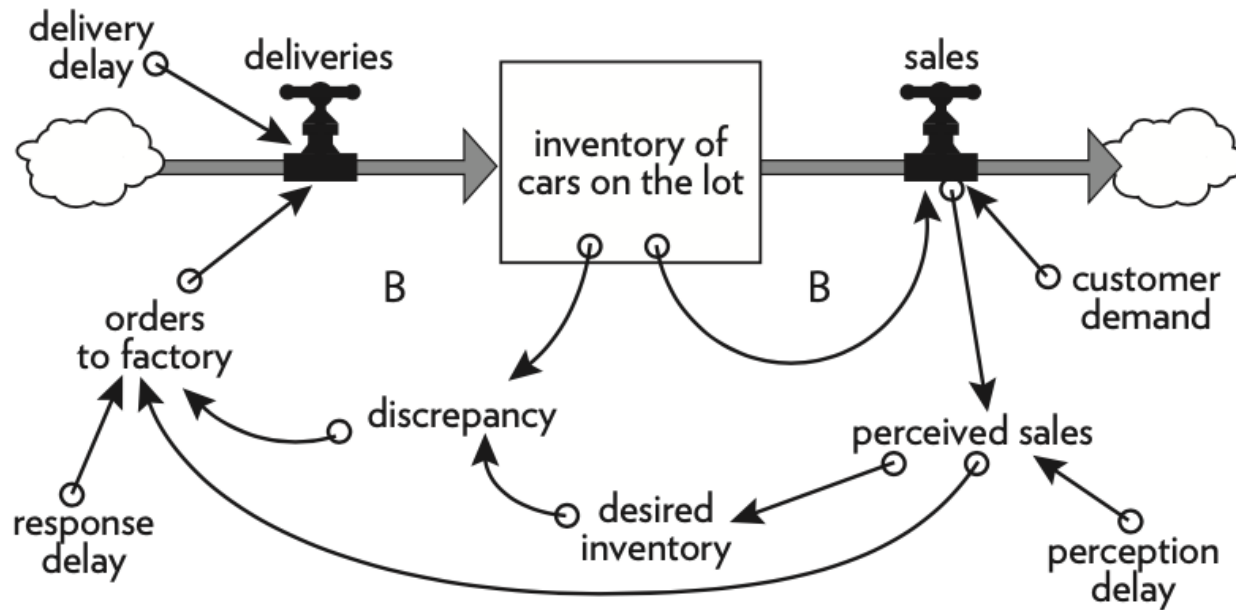 delivery
delay
deliveries
sales
inventory of
cars on the lot
B
B
customer
demand
orders
to factory
discrepancy
perceived sales
response
delay
desired
inventory
perception
delay